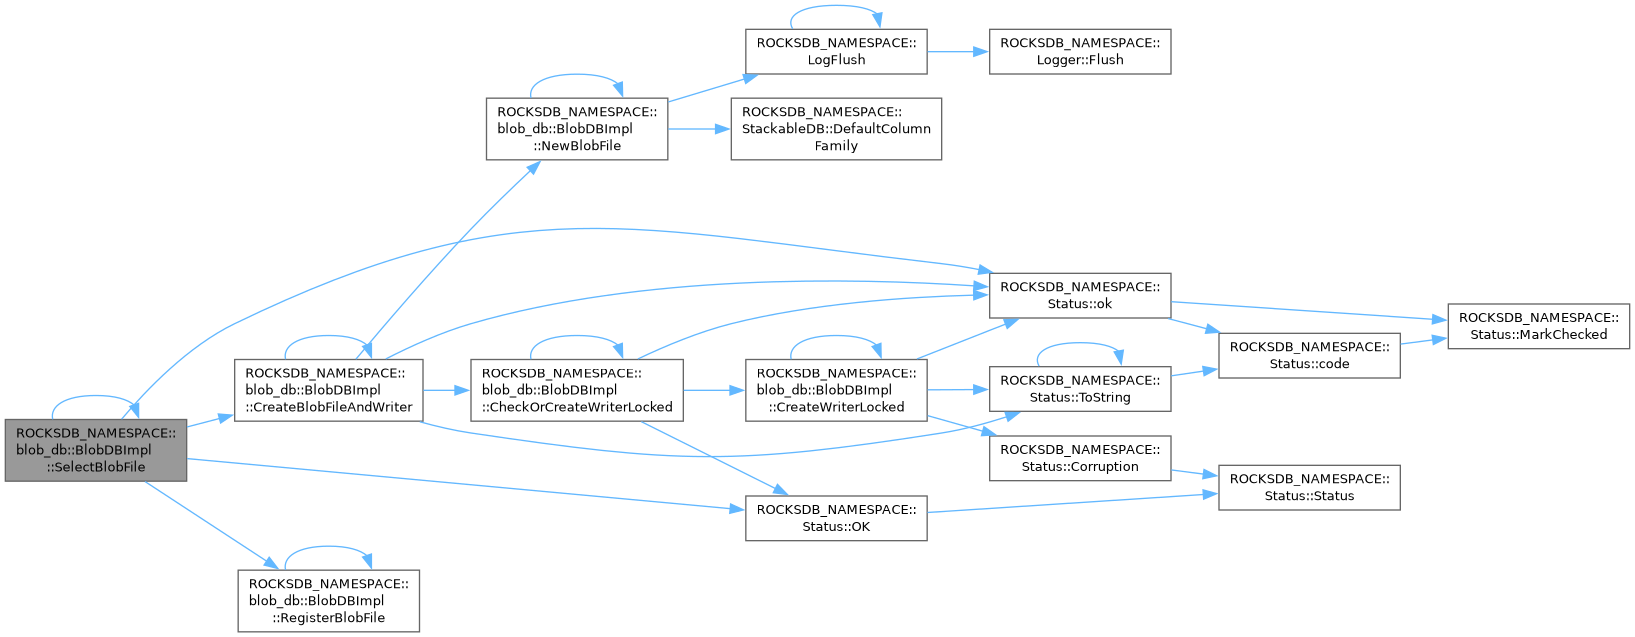 ROCKSDB_NAMESPACE::
blob_db::BlobDBImpl
::SelectBlobFile
ROCKSDB_NAMESPACE::
blob_db::BlobDBImpl
::CreateBlobFileAndWriter
ROCKSDB_NAMESPACE::
blob_db::BlobDBImpl
::RegisterBlobFile
ROCKSDB_NAMESPACE::
blob_db::BlobDBImpl
::NewBlobFile
ROCKSDB_NAMESPACE::
blob_db::BlobDBImpl
::CheckOrCreateWriterLocked
ROCKSDB_NAMESPACE::
LogFlush
ROCKSDB_NAMESPACE::
StackableDB::DefaultColumn
Family
ROCKSDB_NAMESPACE::
blob_db::BlobDBImpl
::CreateWriterLocked
ROCKSDB_NAMESPACE::
Status::OK
ROCKSDB_NAMESPACE::
Logger::Flush
ROCKSDB_NAMESPACE::
Status::ok
ROCKSDB_NAMESPACE::
Status::ToString
ROCKSDB_NAMESPACE::
Status::Corruption
ROCKSDB_NAMESPACE::
Status::code
ROCKSDB_NAMESPACE::
Status::Status
ROCKSDB_NAMESPACE::
Status::MarkChecked